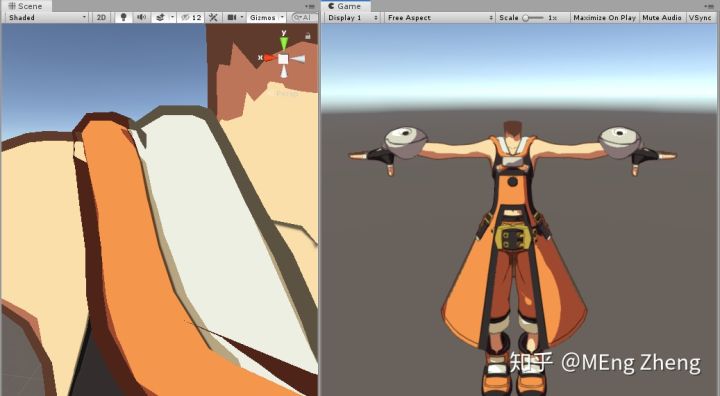 Scene
Shaded
2D
12
Gizmos
All
y
x
Persp
Game
Display 1
Free Aspect
Scale
1x
Maximize On Play
Mute Audio
VSync
知乎 @MEng Zheng